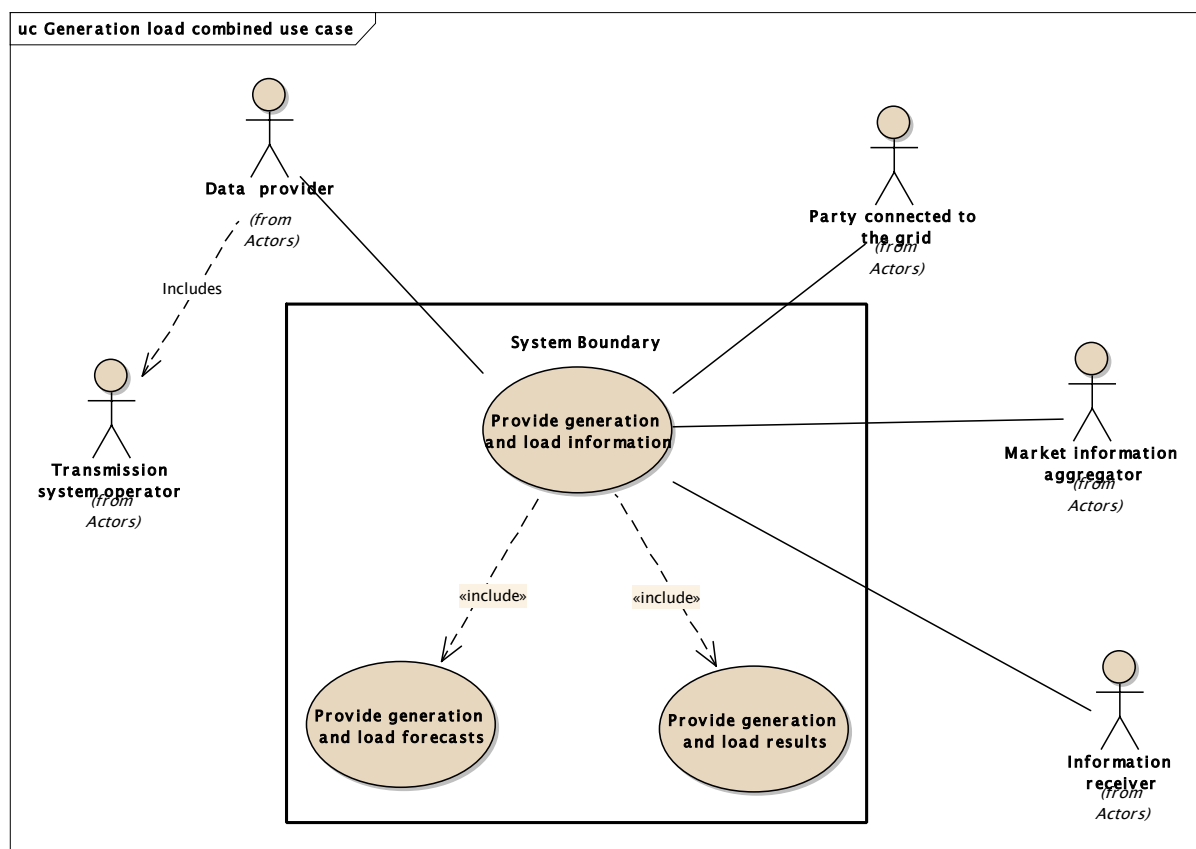 uc Generation load combined use case
Data provider
(from
Actors)
Party connected to
the grid
(from
Actors)
Includes
System Boundary
Transmission
system operator
(from
Actors)
Provide generation
and load information
Market information
aggregator
(from
Actors)
«include»
«include»
Provide generation
and load forecasts
Provide generation
and load results
Information
receiver
(from
Actors)